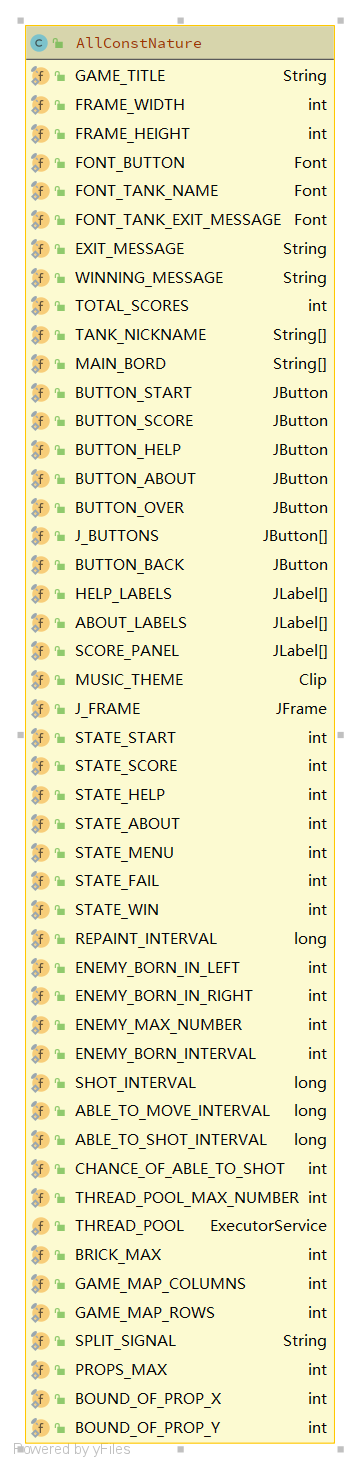 AllConstNature
GAME_TITLE String
FRAME_WIDTH int
FRAME_HEIGHT int
FONT_BUTTON Font
FONT_TANK_NAME Font
FONT_TANK_EXIT_MESSAGE Font
EXIT_MESSAGE String
WINNING_MESSAGE String
TOTAL_SCORES int
TANK_NICKNAME String[]
MAIN_BORD String[]
BUTTON_START JButton
BUTTON_SCORE JButton
BUTTON_HELP JButton
BUTTON_ABOUT JButton
BUTTON_OVER JButton
J_BUTTONS JButton[]
BUTTON_BACK JButton
HELP_LABELS JLabel[]
ABOUT_LABELS JLabel[]
SCORE_PANEL JLabel[]
MUSIC_THEME Clip
J_FRAME JFrame
STATE_START int
STATE_SCORE int
STATE_HELP int
STATE_ABOUT int
STATE_MENU int
STATE_FAIL int
STATE_WIN int
REPAINT_INTERVAL long
ENEMY_BORN_IN_LEFT int
ENEMY_BORN_IN_RIGHT int
ENEMY_MAX_NUMBER int
ENEMY_BORN_INTERVAL int
SHOT_INTERVAL long
ABLE_TO_MOVE_INTERVAL long
ABLE_TO_SHOT_INTERVAL long
CHANCE_OF_ABLE_TO_SHOT int
THREAD_POOL_MAX_NUMBER int
THREAD_POOL ExecutorService
BRICK_MAX int
GAME_MAP_COLUMNS int
GAME_MAP_ROWS int
SPLIT_SIGNAL String
PROPS_MAX int
BOUND_OF_PROP_X int
BOUND_OF_PROP_Y int
Powered by yFiles